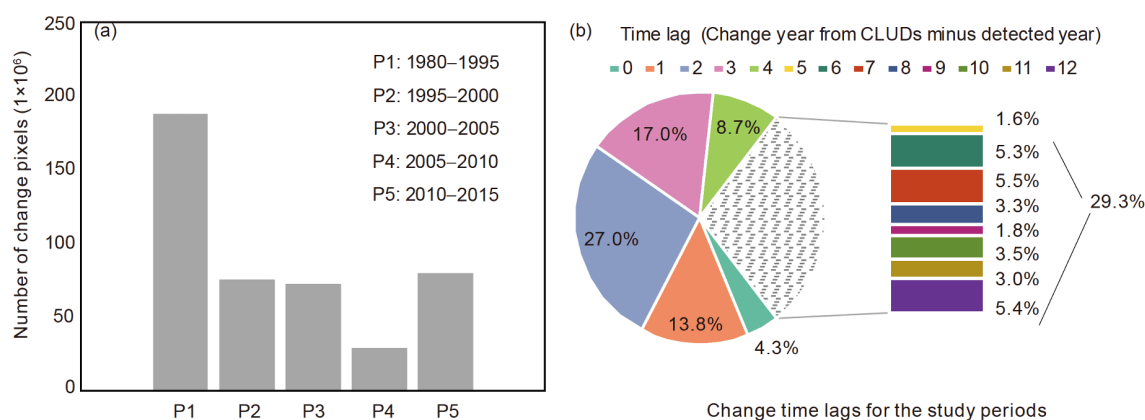 (a)
Number of change pixels (1×10⁶)
250
200
150
100
50
0
P1: 1980–1995
P2: 1995–2000
P3: 2000–2005
P4: 2005–2010
P5: 2010–2015
P1 P2 P3 P4 P5
(b) Time lag (Change year from CLUDs minus detected year)
0 1 2 3 4 5 6 7 8 9 10 11 12
8.7%
17.0%
27.0%
13.8%
4.3%
1.6%
5.3%
5.5%
3.3%
1.8%
3.5%
3.0%
5.4%
29.3%
Change time lags for the study periods